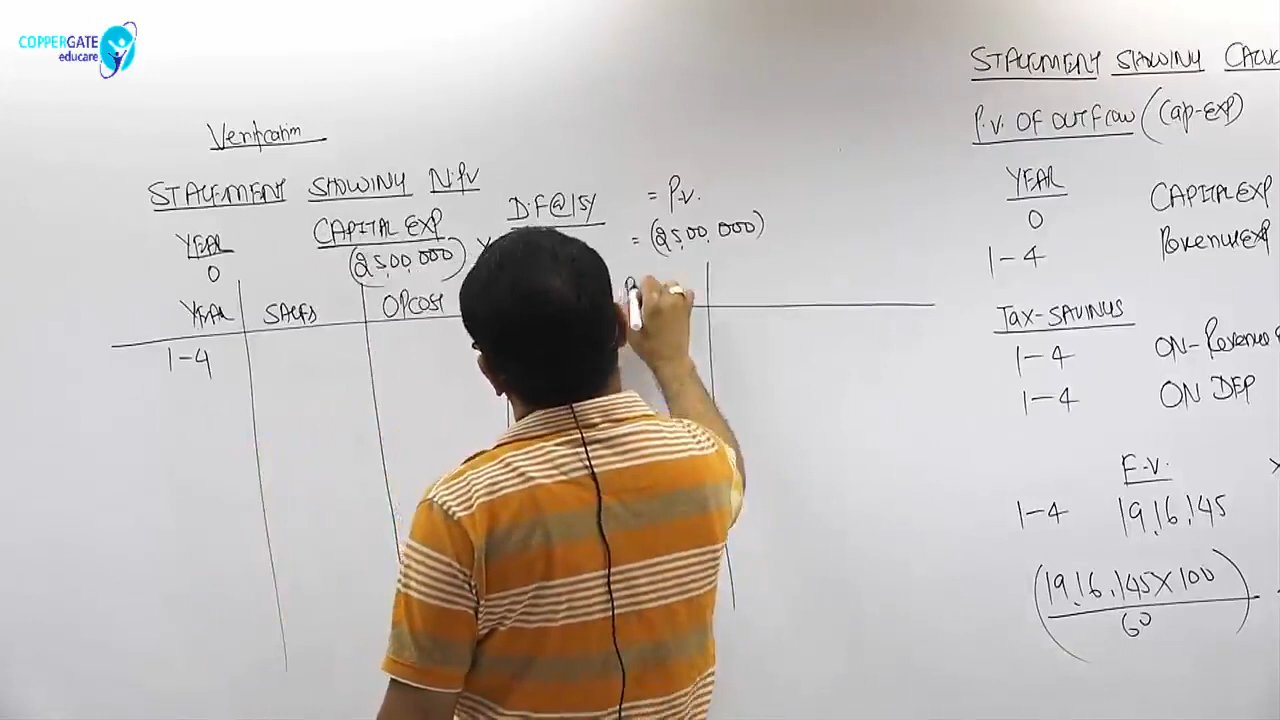 COPPERGATE
educare
Verification
STATEMENT SHOWING N.P.V
YEAR CAPITAL EXP D.F@15% = P.V.
0 (25,00,000) X = (25,00,000)
YEAR SALES OP COST
1-4
STATEMENT SHOWING
P.V. OF OUTFLOW (Cap-EXP)
YEAR
0 CAPITAL EXP
1-4 Revenue EXP
TAX-SAVINGS
1-4 ON-Revenue
1-4 ON DEP
E.V.
1-4 19,16,145
(19,16,145 X 100)
60